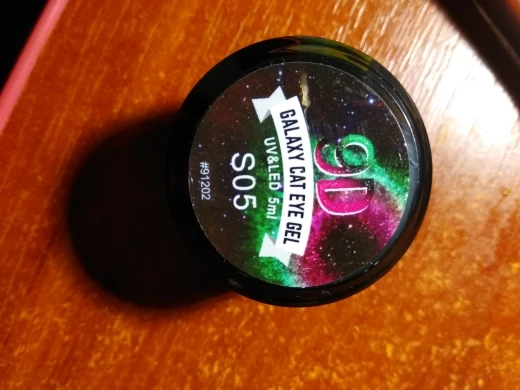 9D
GALAXY CAT EYE GEL
UV&LED 5ml
S05
#91202